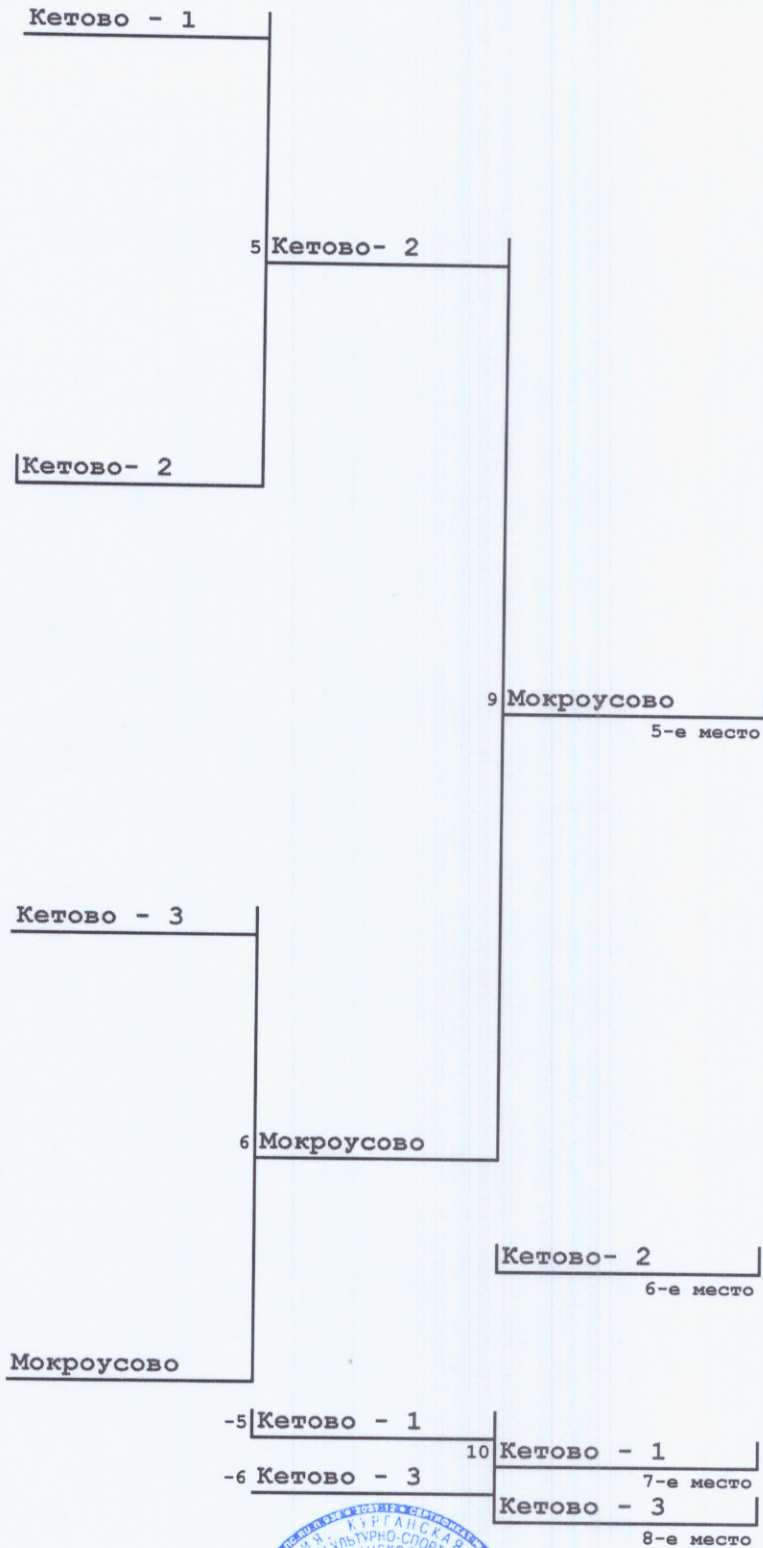 Кетово - 1
5 Кетово- 2
Кетово- 2
9 Мокроусово
5-е место
Кетово - 3
6 Мокроусово
Кетово- 2
6-е место
Мокроусово
-5 Кетово - 1
10 Кетово - 1
7-е место
-6 Кетово - 3
Кетово - 3
8-е место
КУРГАНСКАЯ